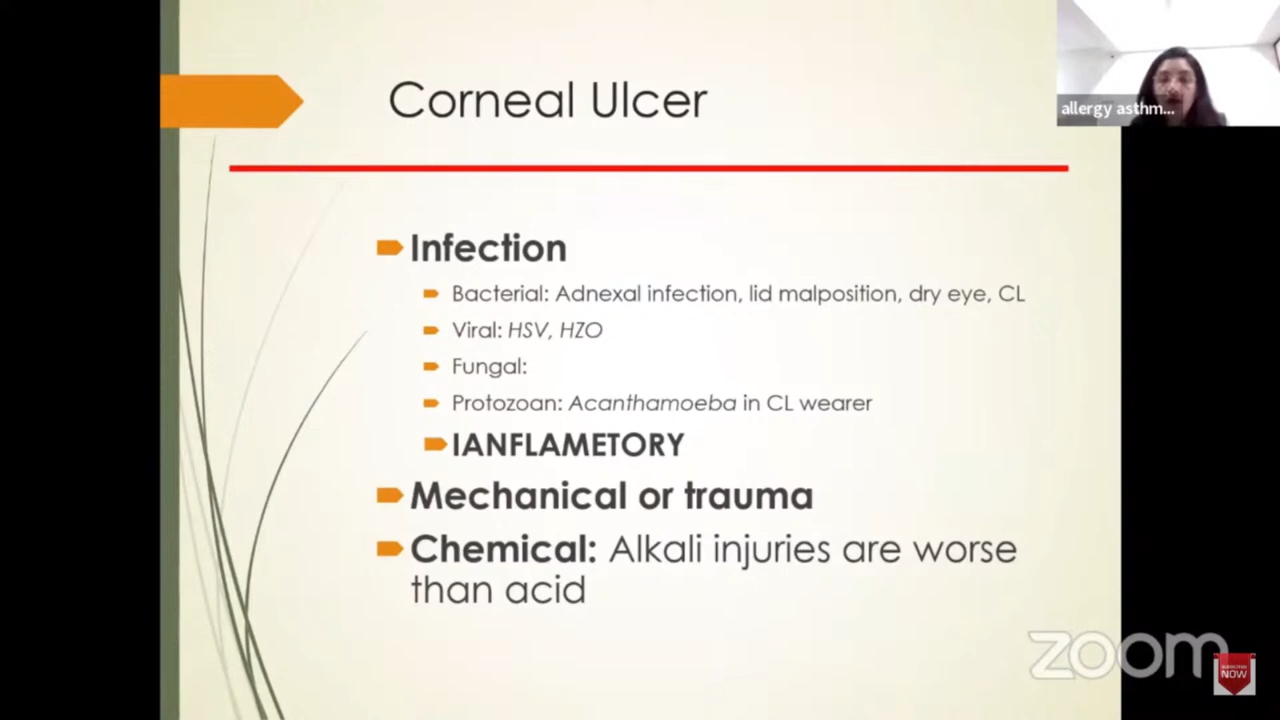 Corneal Ulcer
allergy asthm...
Infection
Bacterial: Adnexal infection, lid malposition, dry eye, CL
Viral: HSV, HZO
Fungal:
Protozoan: Acanthamoeba in CL wearer
IANFLAMETORY
Mechanical or trauma
Chemical: Alkali injuries are worse
than acid
zoom
NOW